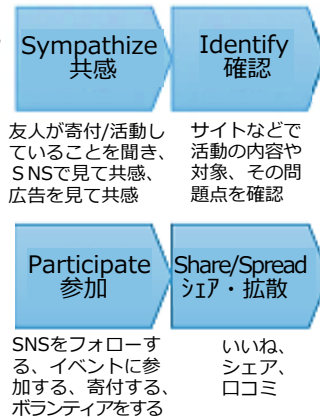 Sympathize
共感
Identify
確認
友人が寄付/活動し
ていることを聞き、
SNSで見て共感、
広告を見て共感
サイトなどで
活動の内容や
対象、その問
題点を確認
Participate
参加
Share/Spread
シェア・拡散
SNSをフォローす
る、イベントに参
加する、寄付する、
ボランティアをする
いいね、
シェア、
口コミ